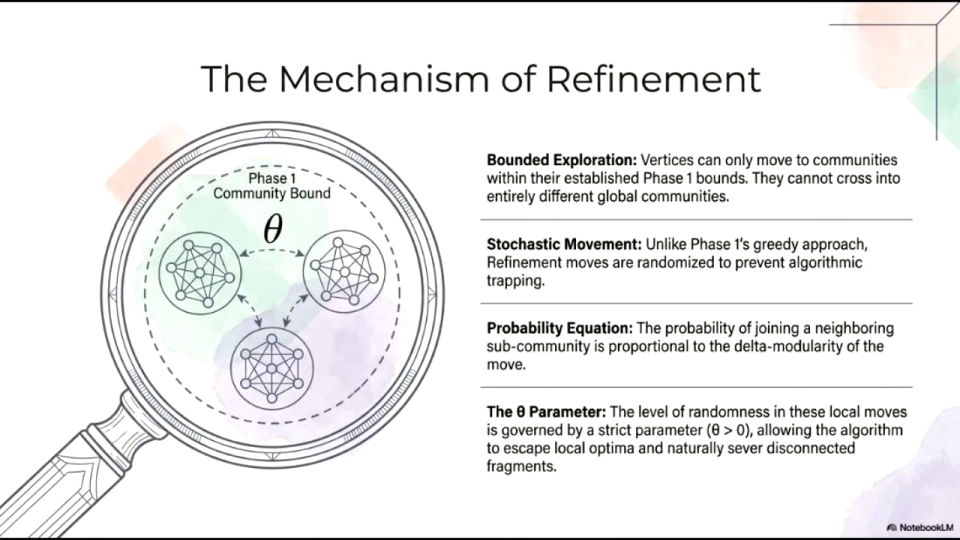 The Mechanism of Refinement
Phase 1
Community Bound
θ
Bounded Exploration: Vertices can only move to communities
within their established Phase 1 bounds. They cannot cross into
entirely different global communities.
Stochastic Movement: Unlike Phase 1's greedy approach,
Refinement moves are randomized to prevent algorithmic
trapping.
Probability Equation: The probability of joining a neighboring
sub-community is proportional to the delta-modularity of the
move.
The θ Parameter: The level of randomness in these local moves
is governed by a strict parameter (θ > 0), allowing the algorithm
to escape local optima and naturally sever disconnected
fragments.
NotebookLM